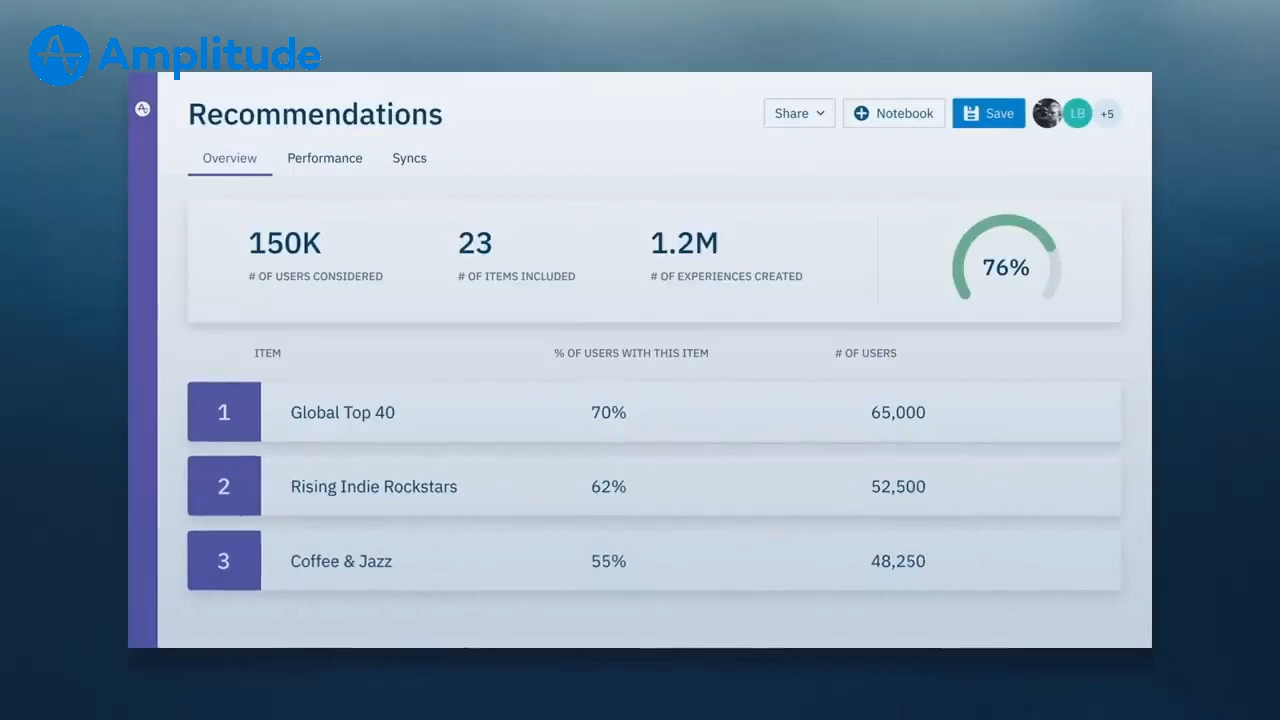 Amplitude
Recommendations
Share
Notebook
Save
LB
+5
Overview
Performance
Syncs
150K
23
1.2M
# OF USERS CONSIDERED
# OF ITEMS INCLUDED
# OF EXPERIENCES CREATED
76%
ITEM
% OF USERS WITH THIS ITEM
# OF USERS
1
Global Top 40
70%
65,000
2
Rising Indie Rockstars
62%
52,500
3
Coffee & Jazz
55%
48,250